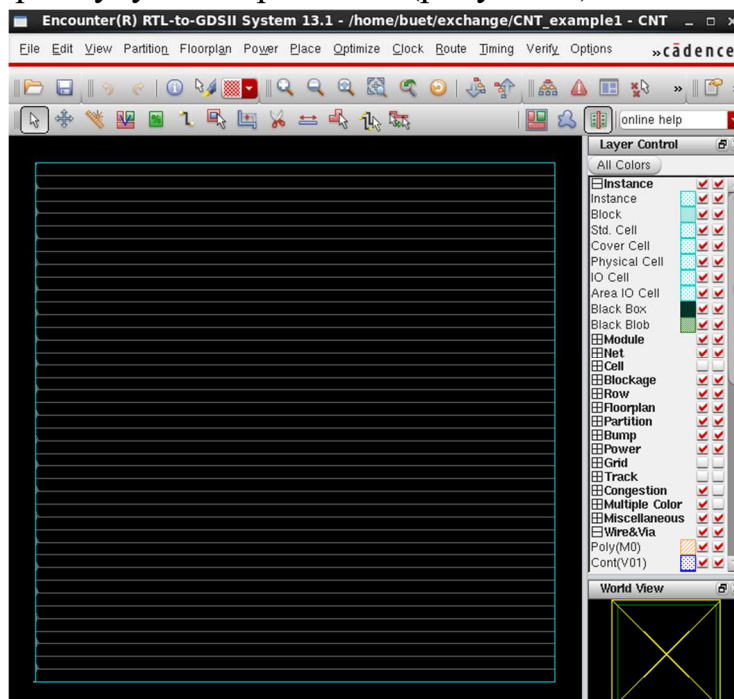 Encounter(R) RTL-to-GDSII System 13.1 - /home/buet/exchange/CNT_example1 - CNT
File Edit View Partition Floorplan Power Place Optimize Clock Route Timing Verify Options »cādence
online help
Layer Control
All Colors
Instance
Instance
Block
Std. Cell
Cover Cell
Physical Cell
IO Cell
Area IO Cell
Black Box
Black Blob
Module
Net
Cell
Blockage
Row
Floorplan
Partition
Bump
Power
Grid
Track
Congestion
Multiple Color
Miscellaneous
Wire&Via
Poly(M0)
Cont(V01)
World View